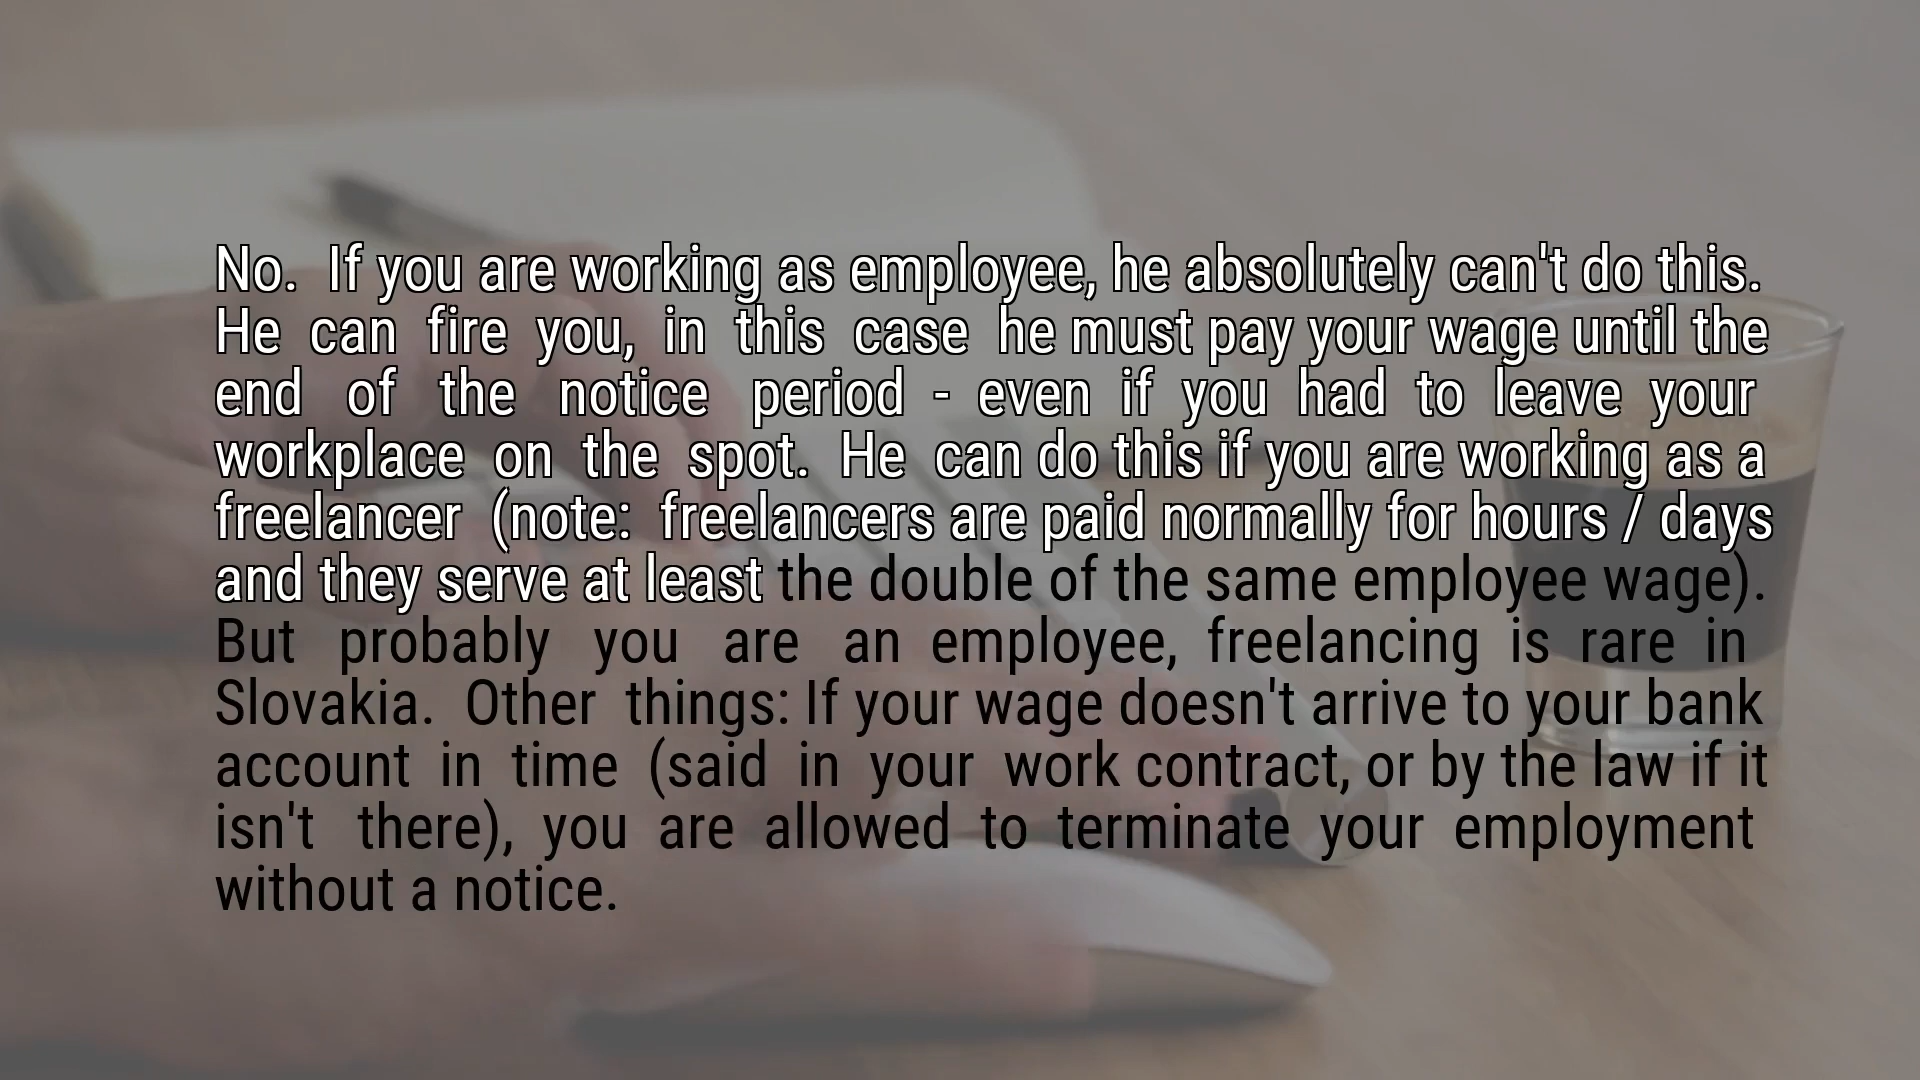 No. If you are working as employee, he absolutely can't do this.
He can fire you, in this case he must pay your wage until the
end of the notice period - even if you had to leave your
workplace on the spot. He can do this if you are working as a
freelancer (note: freelancers are paid normally for hours / days
and they serve at least the double of the same employee wage).
But probably you are an employee, freelancing is rare in
Slovakia. Other things: If your wage doesn't arrive to your bank
account in time (said in your work contract, or by the law if it
isn't there), you are allowed to terminate your employment
without a notice.